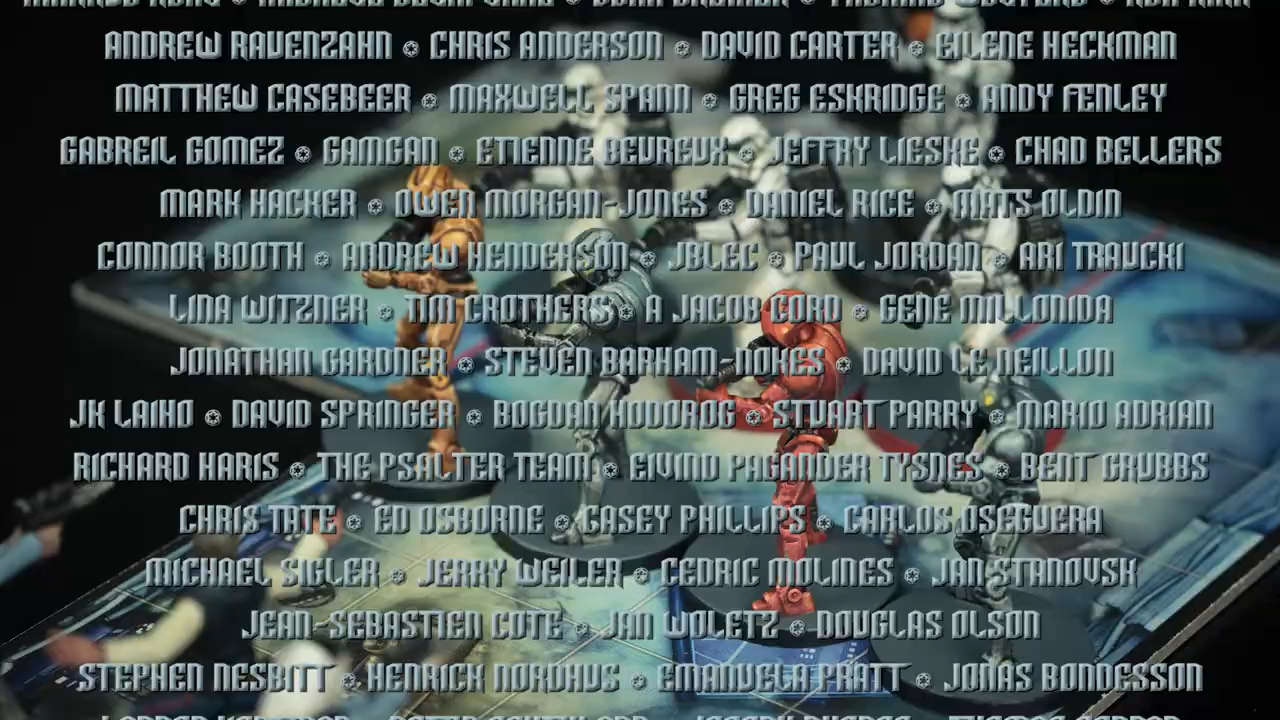 ANDREW RAVENZAHN CHRIS ANDERSON DAVID CARTER EILENE HECKMAN
MATTHEW CASEBEER MAXWELL SPANN GREG ESKRIDGE ANDY FENLEY
GABREIL GOMEZ GAMGAN ETIENNE BEVREUX JEFFRY LIESKE CHAD BELLERS
MARK HACKER OWEN MORGAN-JONES DANIEL RICE MATS OLDIN
CONNOR BOOTH ANDREW HENDERSON JBLEC PAUL JORDAN ARI TRAUCKI
LINA WITZNER TIM CROTHERS A JACOB CORD GENE MILLONDA
JONATHAN GARDNER STEVEN BARHAM-NOKES DAVID LE NEILLON
JK LAIHO DAVID SPRINGER BOGDAN HODOROG STUART PARRY MARIO ADRIAN
RICHARD HARIS THE PSALTER TEAM EIVIND PAGANDER TYSNES BENT GRUBBS
CHRIS TATE ED OSBORNE CASEY PHILLIPS CARLOS OSEGUERA
MICHAEL SIGLER JERRY WEILER CEDRIC MOLINES JAN STANOVSK
JEAN-SEBASTIEN COTE JAN WOLETZ DOUGLAS OLSON
STEPHEN NESBITT HENRICK NORDHUS EMANUELA PRATT JONAS BONDESSON